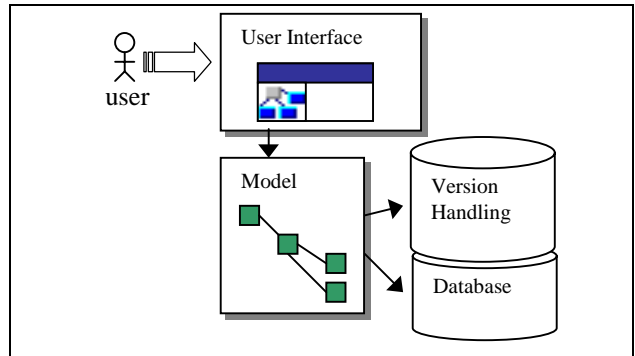 User Interface
user
Model
Version
Handling
Database